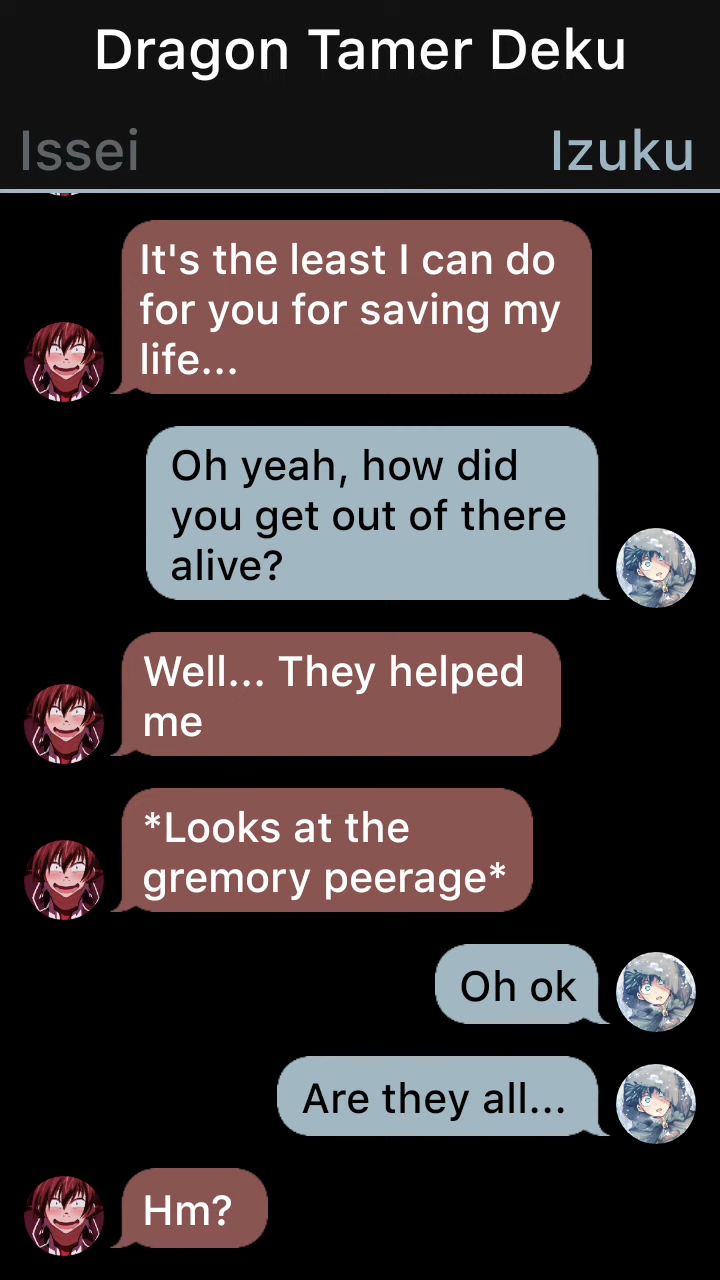 Dragon Tamer Deku
Issei
Izuku
It's the least I can do
for you for saving my
life...
Oh yeah, how did
you get out of there
alive?
Well... They helped
me
*Looks at the
gremory peerage*
Oh ok
Are they all...
Hm?